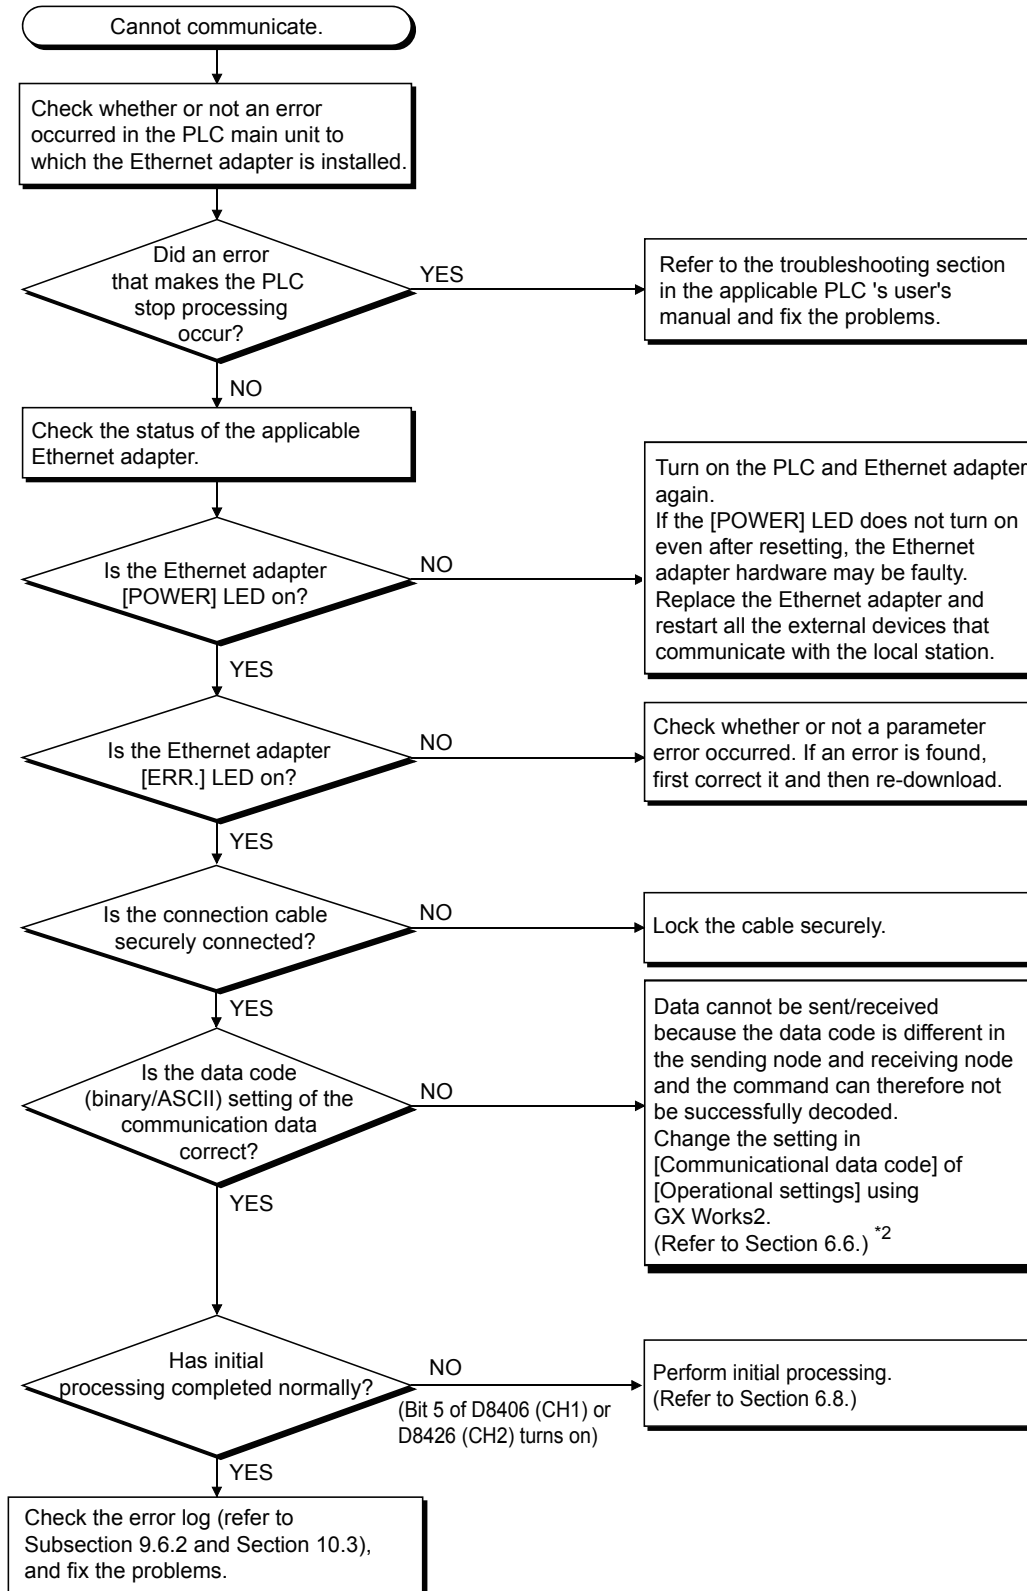 Cannot communicate.
Check whether or not an error
occurred in the PLC main unit to
which the Ethernet adapter is installed.
Did an error
that makes the PLC
stop processing
occur?
YES
Refer to the troubleshooting section
in the applicable PLC 's user's
manual and fix the problems.
NO
Check the status of the applicable
Ethernet adapter.
Is the Ethernet adapter
[POWER] LED on?
NO
Turn on the PLC and Ethernet adapter
again.
If the [POWER] LED does not turn on
even after resetting, the Ethernet
adapter hardware may be faulty.
Replace the Ethernet adapter and
restart all the external devices that
communicate with the local station.
YES
Is the Ethernet adapter
[ERR.] LED on?
NO
Check whether or not a parameter
error occurred. If an error is found,
first correct it and then re-download.
YES
Is the connection cable
securely connected?
NO
Lock the cable securely.
YES
Is the data code
(binary/ASCII) setting of the
communication data
correct?
NO
Data cannot be sent/received
because the data code is different in
the sending node and receiving node
and the command can therefore not
be successfully decoded.
Change the setting in
[Communicational data code] of
[Operational settings] using
GX Works2.
(Refer to Section 6.6.) *2
YES
Has initial
processing completed normally?
NO
(Bit 5 of D8406 (CH1) or
D8426 (CH2) turns on)
Perform initial processing.
(Refer to Section 6.8.)
YES
Check the error log (refer to
Subsection 9.6.2 and Section 10.3),
and fix the problems.